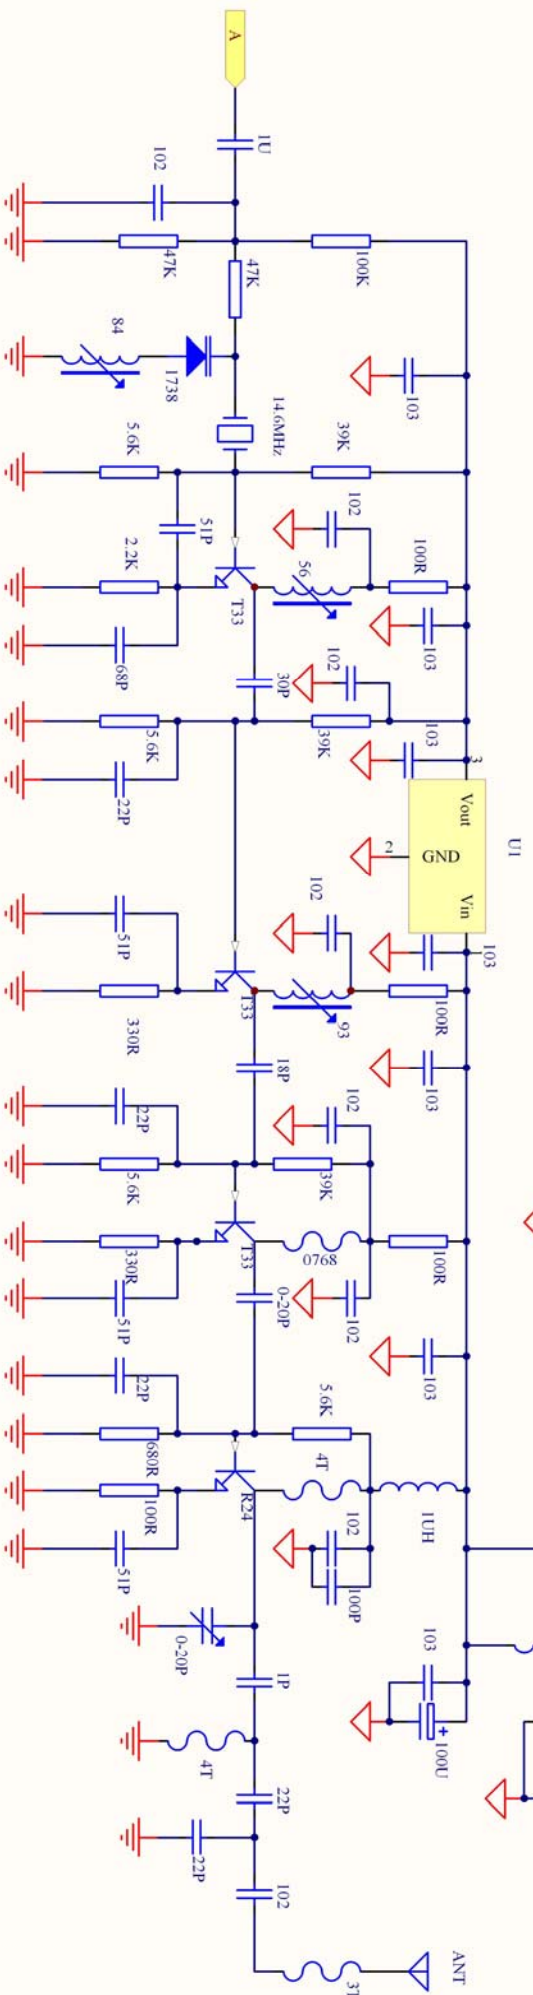 A
1U
102
47K
100K
47K
84
1738
103
14.6MHz
5.6K
39K
51P
102
2.2K
56
100R
T33
103
68P
102
30P
5.6K
39K
103
22P
3
Vout
U1
2
GND
Vin
102
103
51P
T33
100R
330R
93
18P
103
22P
102
5.6K
39K
T33
0768
100R
330R
0-20P
102
51P
103
22P
5.6K
680R
4T
R24
100R
1UH
102
51P
100P
0-20P
103
1P
100U
+
4T
22P
22P
102
ANT